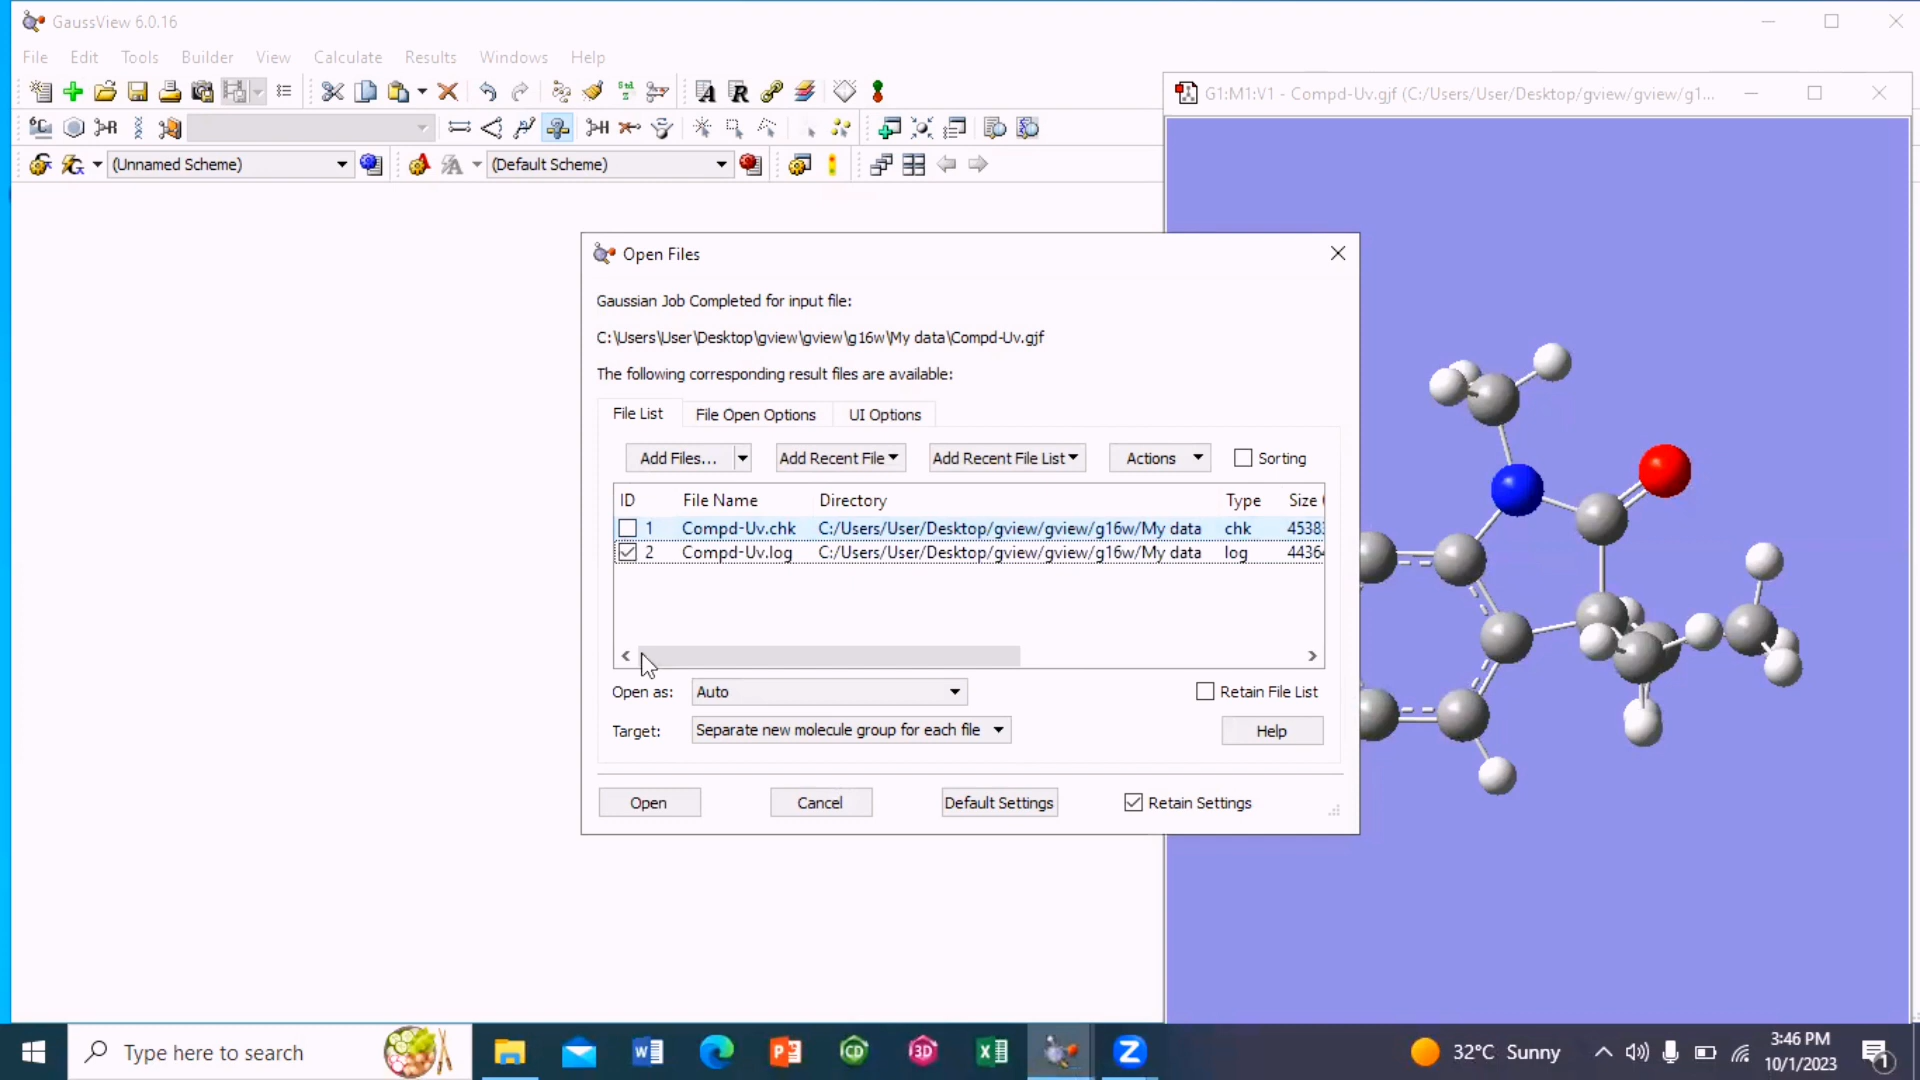 GaussView 6.0.16
File Edit Tools Builder View Calculate Results Windows Help
G1:M1:V1 - Compd-Uv.gjf (C:/Users/User/Desktop/gview/gview/g1...
(Unnamed Scheme)
(Default Scheme)
Open Files
Gaussian Job Completed for input file:
C:\Users\User\Desktop\gview\gview\g16w\My data\Compd-Uv.gjf
The following corresponding result files are available:
File List File Open Options UI Options
Add Files... Add Recent File Add Recent File List Actions Sorting
ID File Name Directory Type Size (
1 Compd-Uv.chk C:/Users/User/Desktop/gview/gview/g16w/My data chk 4538
2 Compd-Uv.log C:/Users/User/Desktop/gview/gview/g16w/My data log 4436
Open as: Auto Retain File List
Target: Separate new molecule group for each file Help
Open Cancel Default Settings Retain Settings
Type here to search
32°C Sunny
3:46 PM
10/1/2023
1